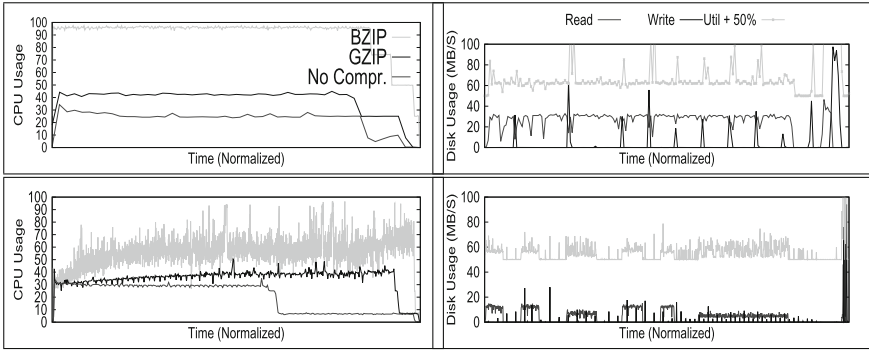 100
90
80
70
60
50
40
30
20
10
0
CPU Usage
BZIP
GZIP
No Compr.
Time (Normalized)
Read Write Util + 50%
100
80
60
40
20
0
Disk Usage (MB/S)
Time (Normalized)
100
90
80
70
60
50
40
30
20
10
0
CPU Usage
Time (Normalized)
100
80
60
40
20
0
Disk Usage (MB/S)
Time (Normalized)